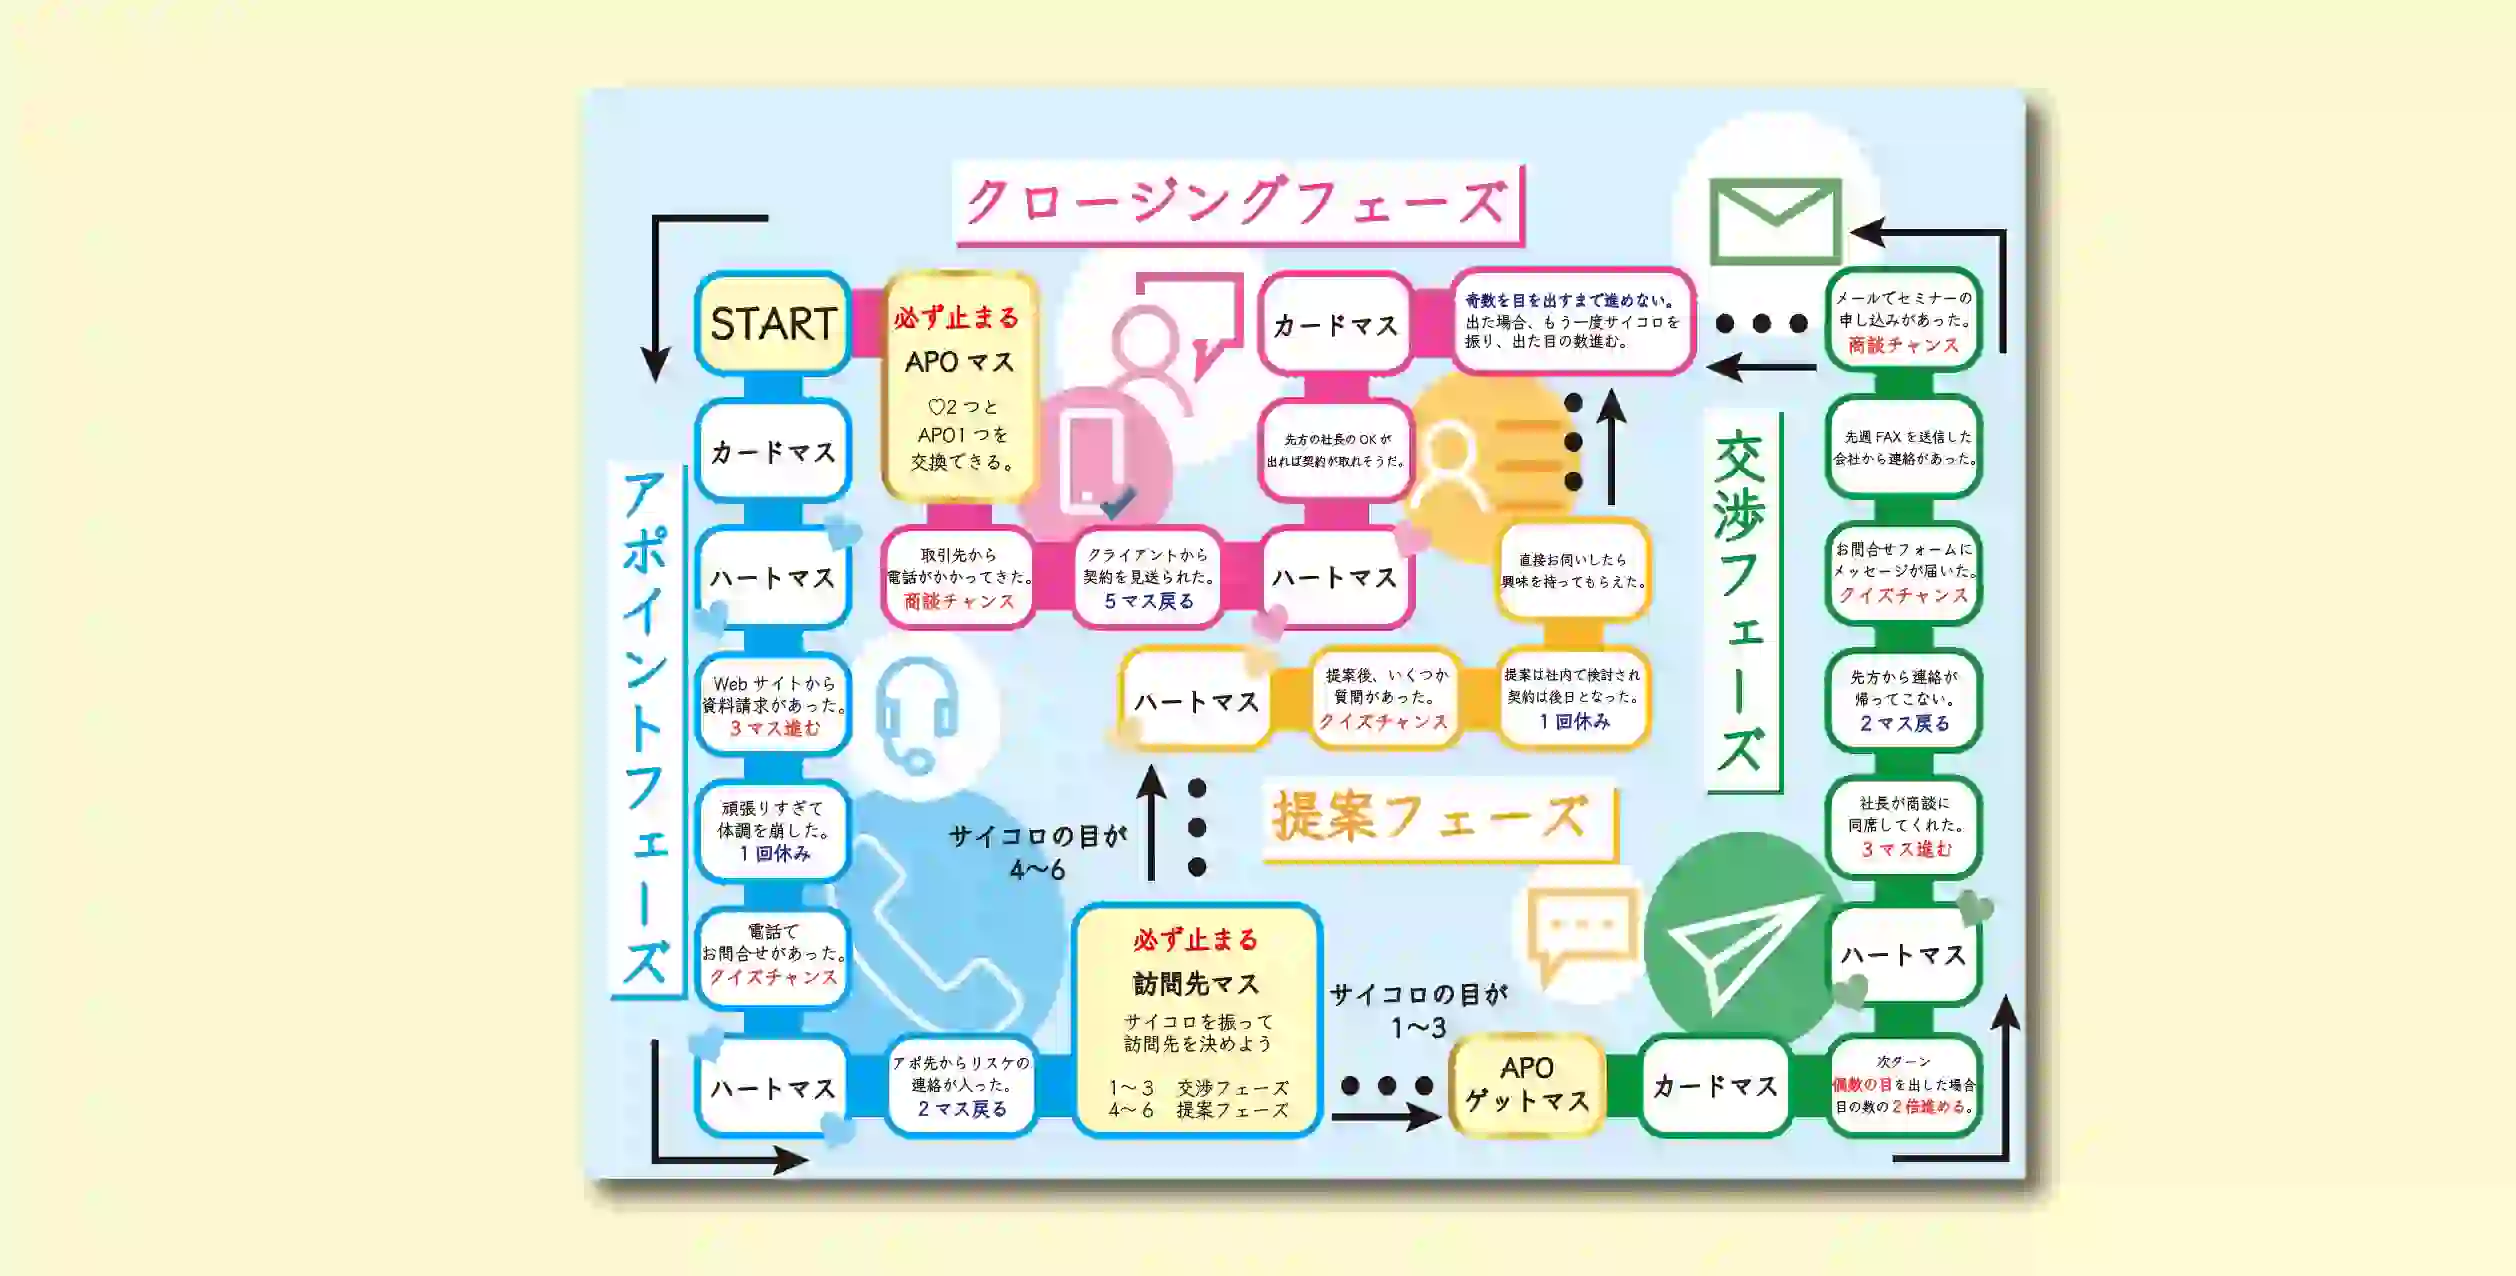 クロージングフェーズ
START
カードマス
ハートマス
Webサイトから
資料請求があった。
3マス進む
頑張りすぎて
体調を崩した。
1回休み
電話で
お問合せがあった。
クイズチャンス
ハートマス
アポイントフェーズ
アポ先からリスケの
連絡が入った。
2マス戻る
必ず止まる
訪問先マス
サイコロを振って
訪問先を決めよう
1〜3 交渉フェーズ
4〜6 提案フェーズ
サイコロの目が
1〜3
サイコロの目が
4〜6
APO
ゲットマス
カードマス
次ターン
偶数の目を出した場合
目の数の2倍進める。
ハートマス
社長が商談に
同席してくれた。
3マス進む
先方から連絡が
帰ってこない。
2マス戻る
お問合せフォームに
メッセージが届いた。
クイズチャンス
先週FAXを送信した
会社から連絡があった。
メールでセミナーの
申し込みがあった。
商談チャンス
交渉フェーズ
ハートマス
提案後、いくつか
質問があった。
クイズチャンス
提案は社内で検討され
契約は後日となった。
1回休み
直接お伺いしたら
興味を持ってもらえた。
提案フェーズ
奇数を目を出すまで進めない。
出た場合、もう一度サイコロを
振り、出た目の数進む。
カードマス
先方の社長のOKが
出れば契約が取れそうだ。
ハートマス
クライアントから
契約を見送られた。
5マス戻る
取引先から
電話がかかってきた。
商談チャンス
必ず止まる
APOマス
♡2つと
APO1つを
交換できる。